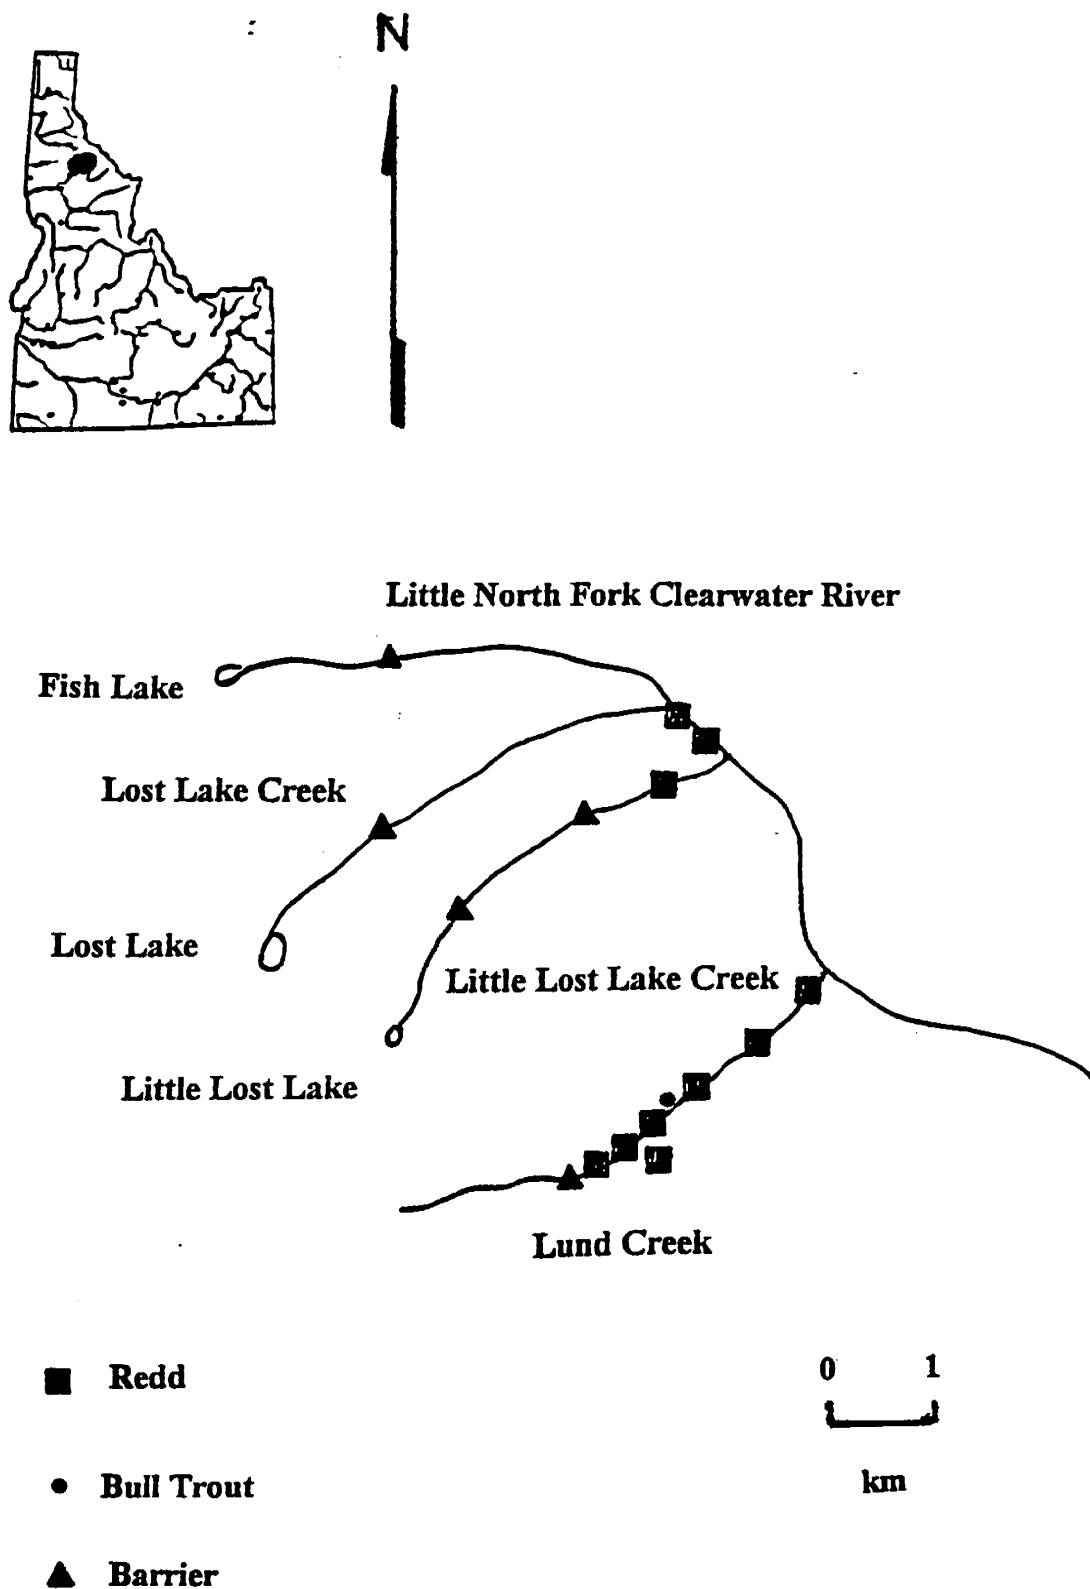 N
Little North Fork Clearwater River
Fish Lake
Lost Lake Creek
Lost Lake
Little Lost Lake Creek
Little Lost Lake
Lund Creek
Redd
0 1
km
Bull Trout
Barrier